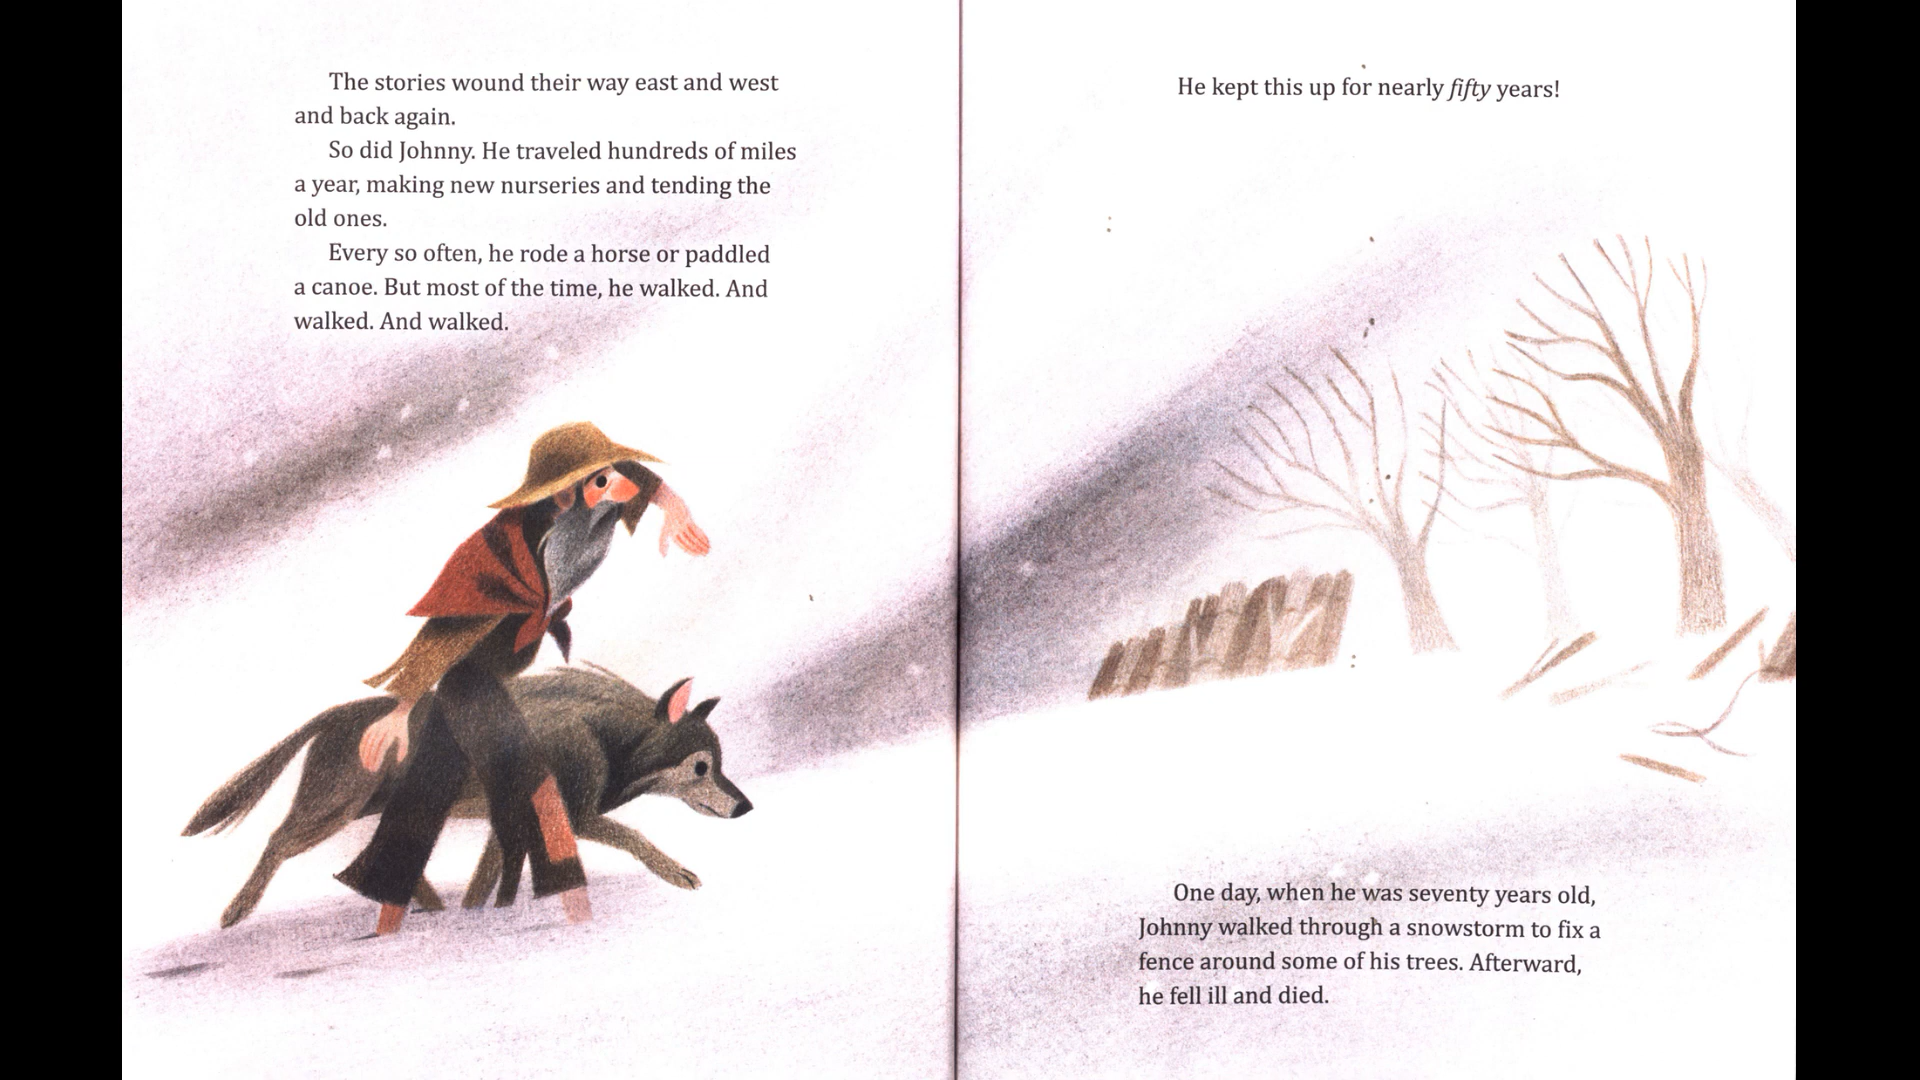 The stories wound their way east and west
and back again.
So did Johnny. He traveled hundreds of miles
a year, making new nurseries and tending the
old ones.
Every so often, he rode a horse or paddled
a canoe. But most of the time, he walked. And
walked. And walked.
He kept this up for nearly fifty years!
One day, when he was seventy years old,
Johnny walked through a snowstorm to fix a
fence around some of his trees. Afterward,
he fell ill and died.